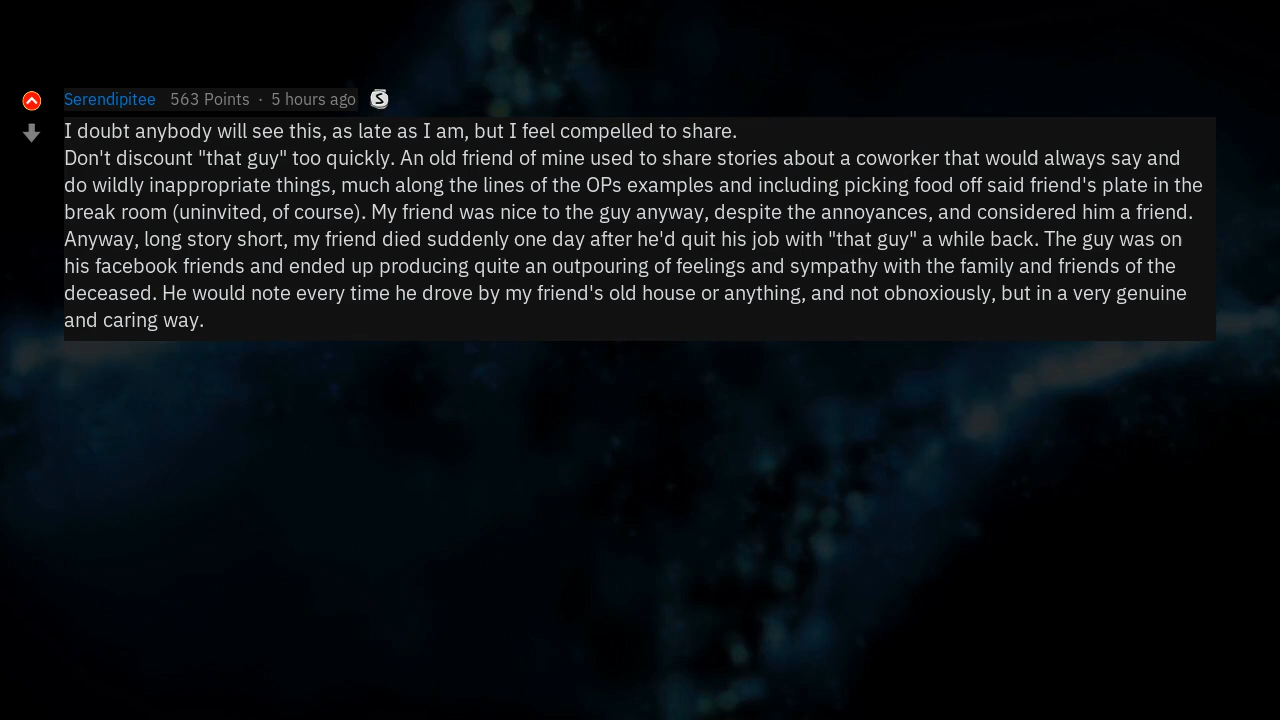 Serendipitee 563 Points · 5 hours ago S
I doubt anybody will see this, as late as I am, but I feel compelled to share.
Don't discount "that guy" too quickly. An old friend of mine used to share stories about a coworker that would always say and
do wildly inappropriate things, much along the lines of the OPs examples and including picking food off said friend's plate in the
break room (uninvited, of course). My friend was nice to the guy anyway, despite the annoyances, and considered him a friend.
Anyway, long story short, my friend died suddenly one day after he'd quit his job with "that guy" a while back. The guy was on
his facebook friends and ended up producing quite an outpouring of feelings and sympathy with the family and friends of the
deceased. He would note every time he drove by my friend's old house or anything, and not obnoxiously, but in a very genuine
and caring way.